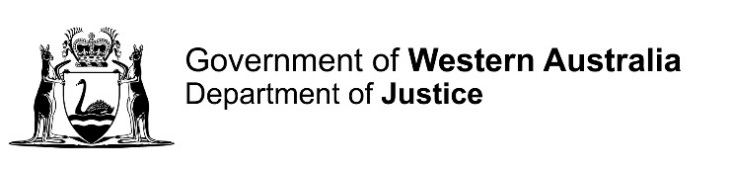 Government of Western Australia
Department of Justice